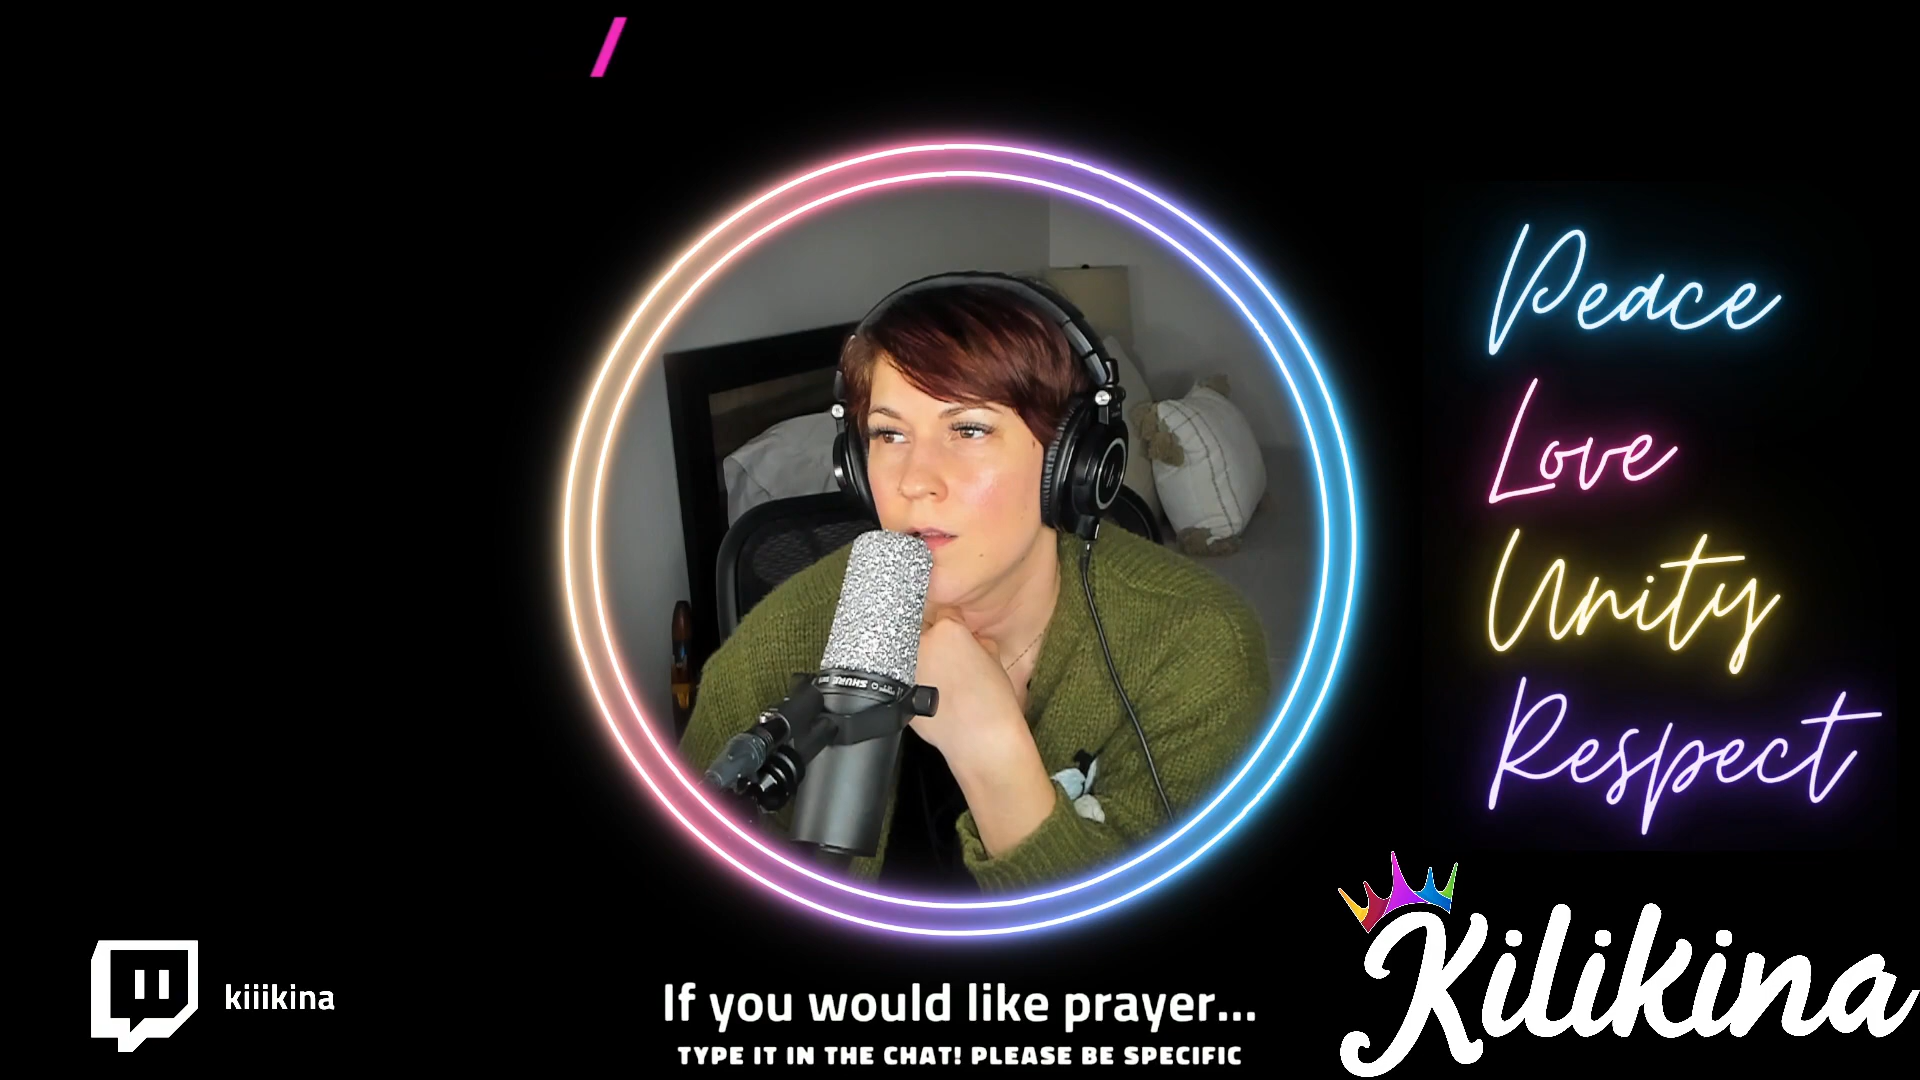 /
Peace
Love
Unity
Respect
SHURE
Kilikina
kiiikina
If you would like prayer...
TYPE IT IN THE CHAT! PLEASE BE SPECIFIC